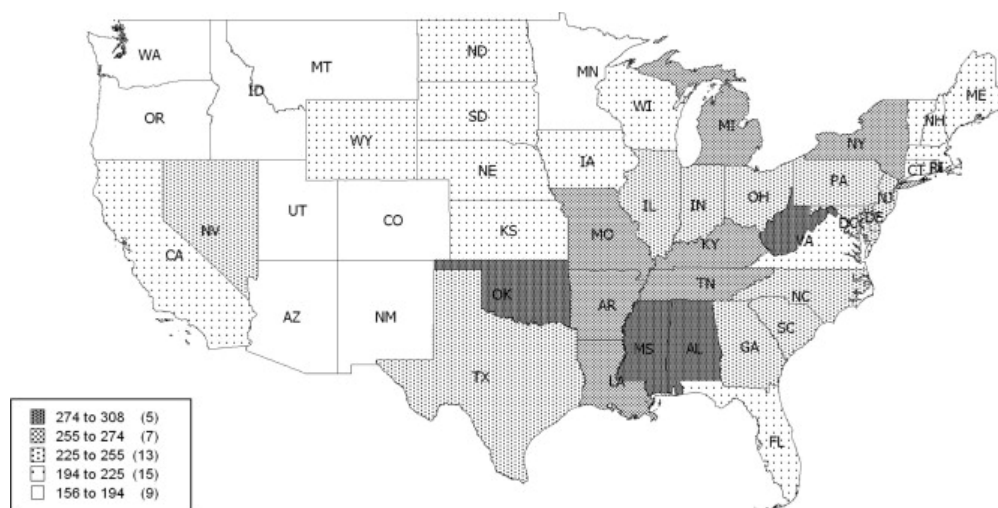 WA
MT
ND
MN
ME
ID
OR
SD
WI
NH
WY
MI
NY
IA
CT RI
NE
PA
NV
UT
CO
IL
IN
OH
NJ
CA
KS
MO
KY
VA
DC
DE
TN
NC
AZ
NM
OK
AR
SC
MS
AL
GA
TX
LA
FL
274 to 308 (5)
255 to 274 (7)
225 to 255 (13)
194 to 225 (15)
156 to 194 (9)